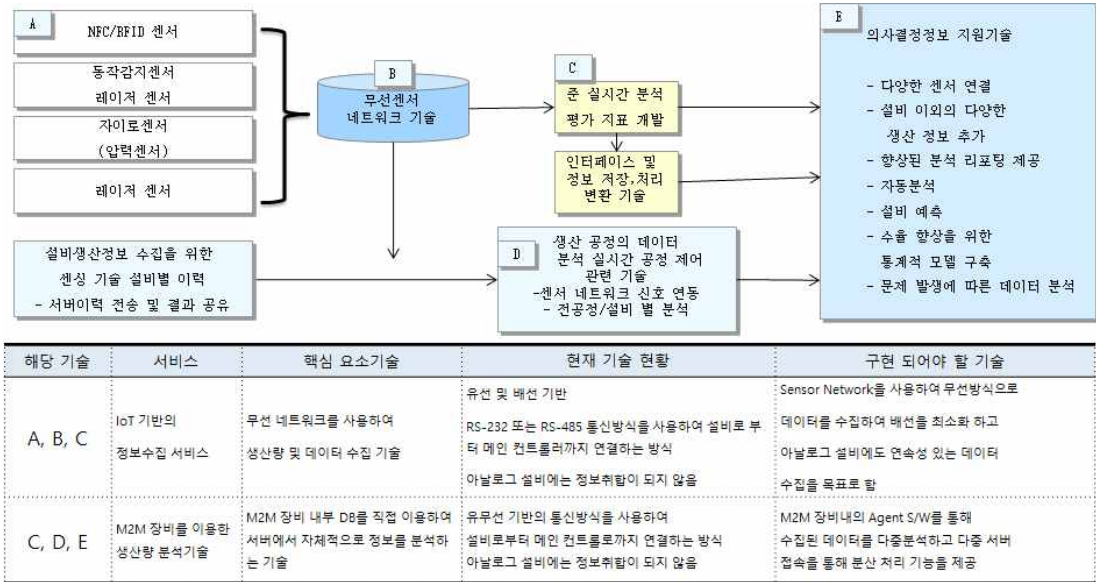 A
NFC/RFID 센서
동작감지센서
레이저 센서
자이로센서
(압력센서)
레이저 센서
설비생산정보 수집을 위한
센싱 기술 설비별 이력
- 서버이력 전송 및 결과 공유
B
무선센서
네트워크 기술
C
준 실시간 분석
평가 지표 개발
인터페이스 및
정보 저장,처리
변환 기술
D
생산 공정의 데이터
분석 실시간 공정 제어
관련 기술
-센서 네트워크 신호 연동
- 전공정/설비 별 분석
E
의사결정정보 지원기술
- 다양한 센서 연결
- 설비 이외의 다양한
생산 정보 추가
- 향상된 분석 리포팅 제공
- 자동분석
- 설비 예측
- 수율 향상을 위한
통계적 모델 구축
- 문제 발생에 따른 데이터 분석
해당 기술 서비스 핵심 요소기술 현재 기술 현황 구현 되어야 할 기술
A, B, C
IoT 기반의
정보수집 서비스
무선 네트워크를 사용하여
생산량 및 데이터 수집 기술
유선 및 배선 기반
RS-232 또는 RS-485 통신방식을 사용하여 설비로 부
터 메인 컨트롤러까지 연결하는 방식
아날로그 설비에는 정보취합이 되지 않음
Sensor Network을 사용하여 무선방식으로
데이터를 수집하여 배선을 최소화 하고
아날로그 설비에도 연속성 있는 데이터
수집을 목표로 함
C, D, E
M2M 장비를 이용한
생산량 분석기술
M2M 장비 내부 DB를 직접 이용하여
서버에서 자체적으로 정보를 분석하
는 기술
유무선 기반의 통신방식을 사용하여
설비로부터 메인 컨트롤로까지 연결하는 방식
아날로그 설비에는 정보취합이 되지 않음
M2M 장비내의 Agent S/W를 통해
수집된 데이터를 다중분석하고 다중 서버
접속을 통해 분산 처리 기능을 제공